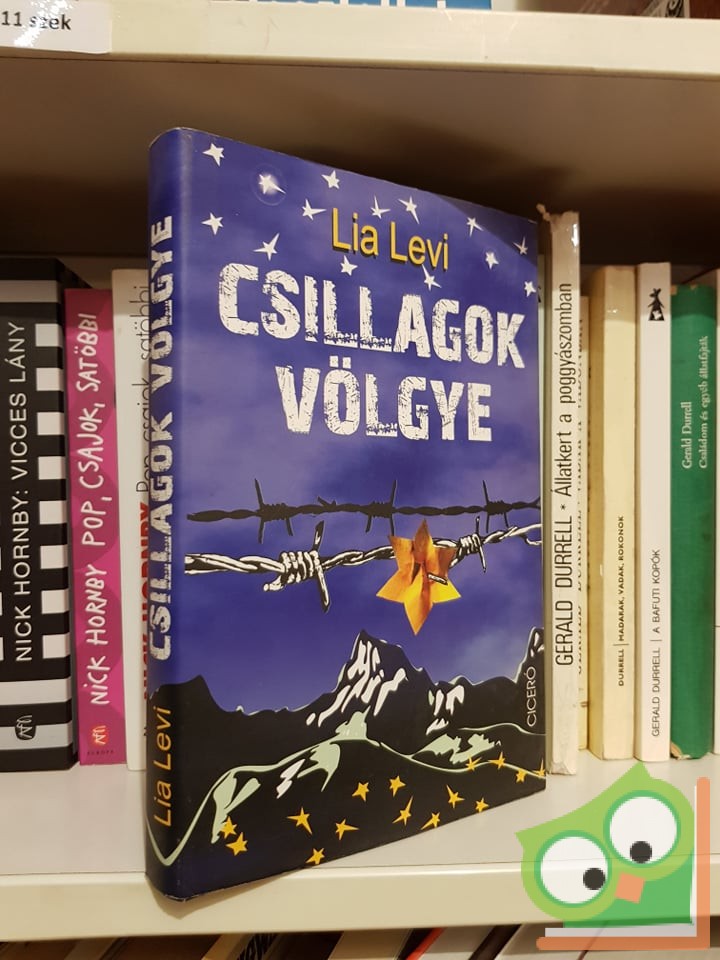 11 szek
Lia Levi
CSILLAGOK
VÖLGYE
CICERÓ
Lia Levi CSILLAGOK VÖLGYE
NICK HORNBY: VICCES LÁNY
NICK HORNBY POP, CSAJOK, SATÖBBI
EURÓPA
GERALD DURRELL * Állatkert a poggyászomban
DURRELL | MADARAK, VADAK, ROKONOK
GERALD DURRELL | A BAFUTI KOPÓK
Gerald Durrell
Családom és egyéb állatfajták